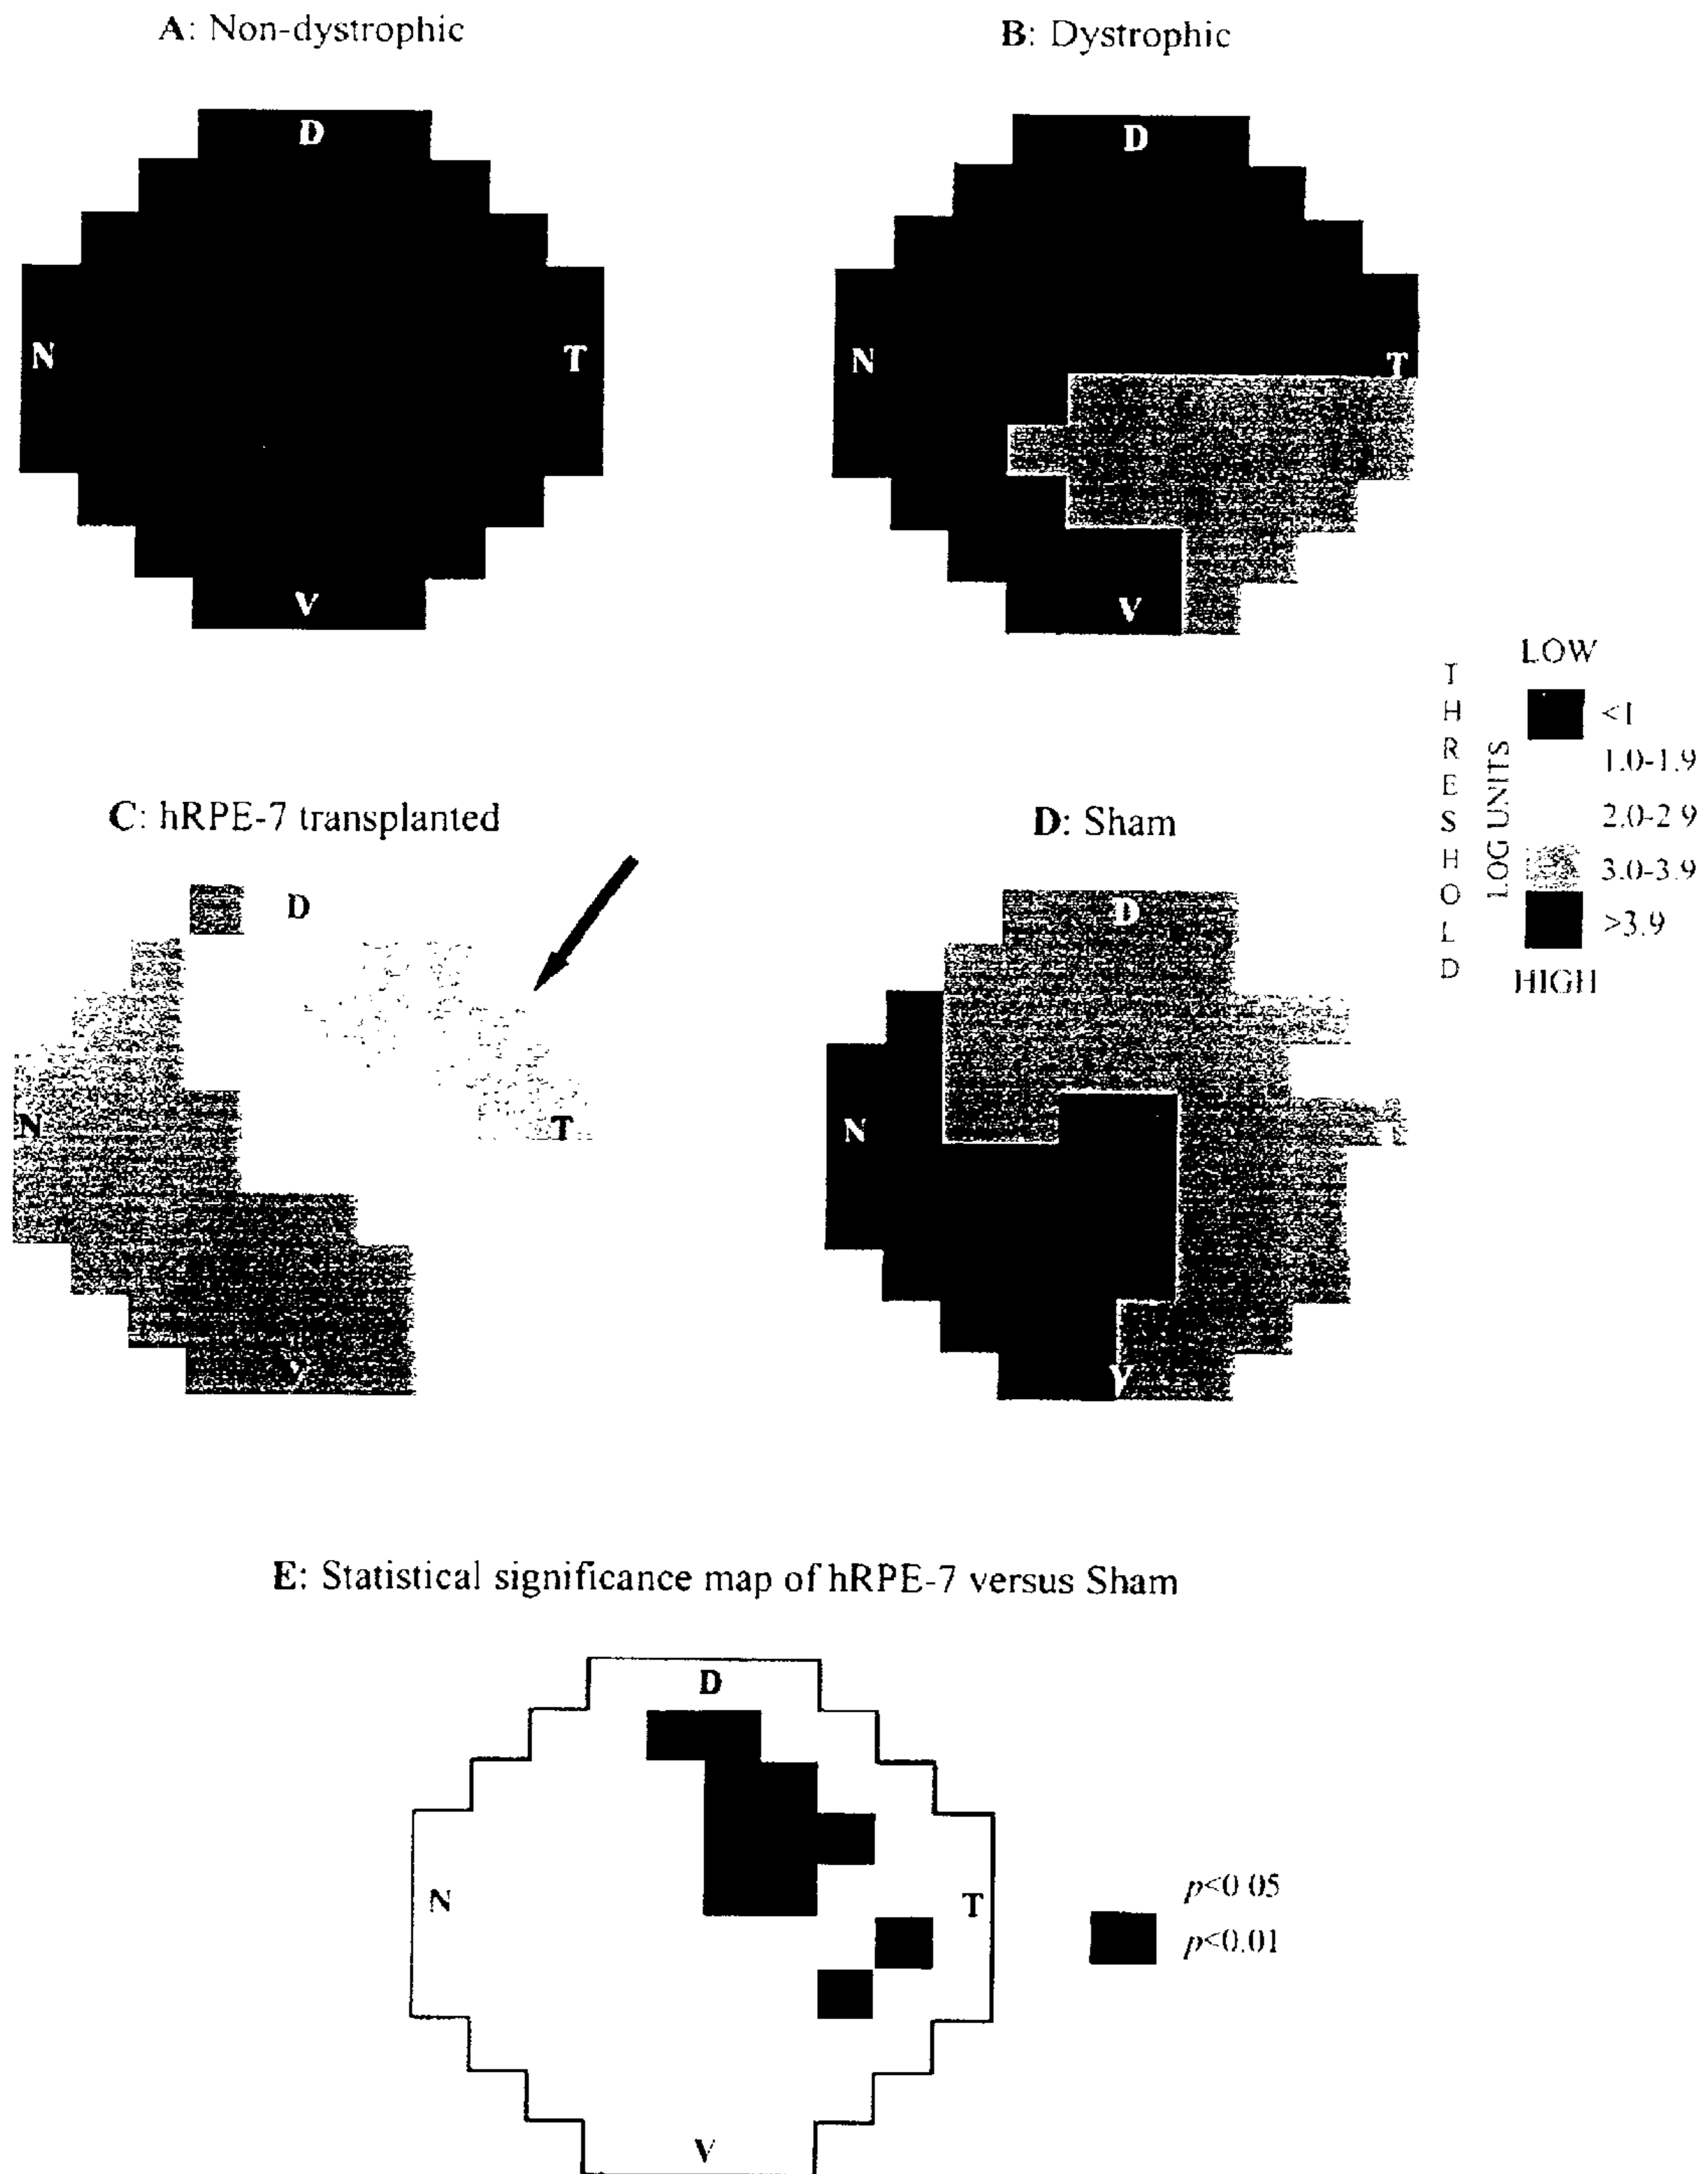 A: Non-dystrophic
B: Dystrophic
D
N
T
V
D
N
T
V
THRESHOLD
LOG UNITS
LOW
<1
1.0-1.9
2.0-2 9
3.0-3.9
>3.9
HIGH
C: hRPE-7 transplanted
D: Sham
D
N
T
V
D
N
V
E: Statistical significance map of hRPE-7 versus Sham
D
N
T
V
p<0 05
p<0.01